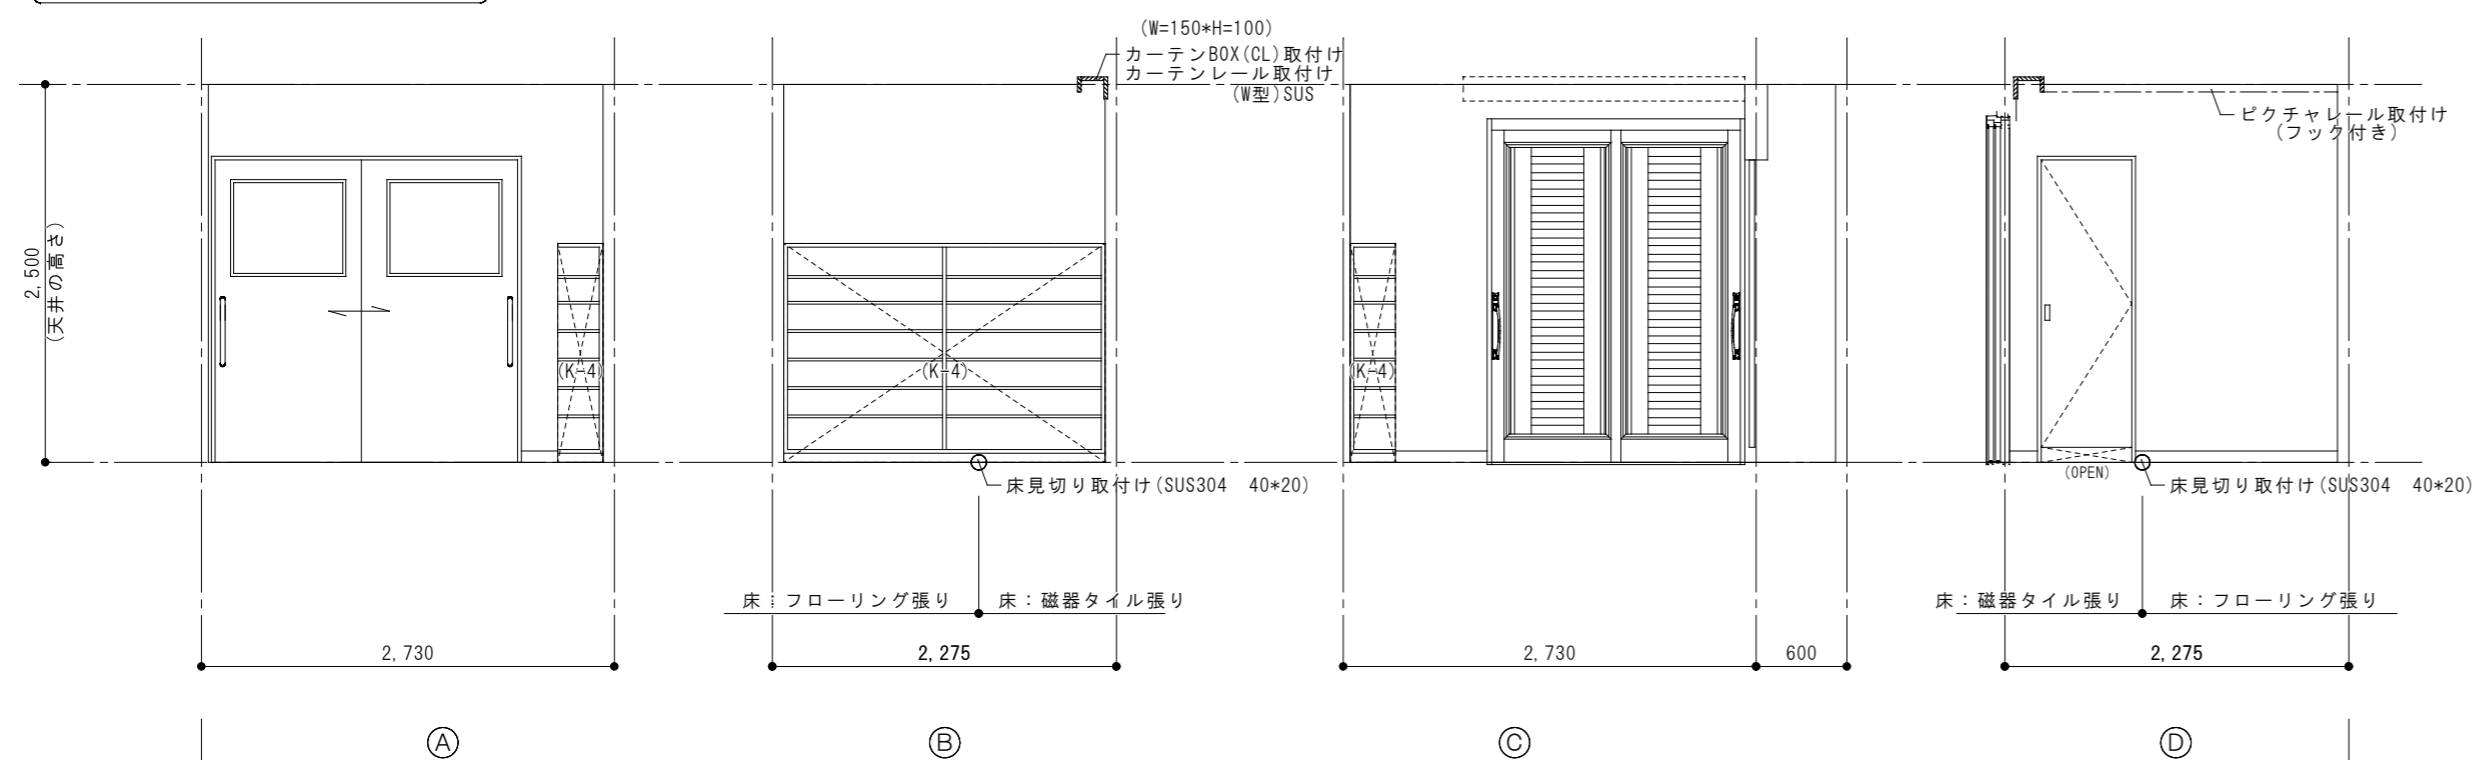 (W=150*H=100)
カーテンBOX(CL)取付け
カーテンレール取付け
(W型)SUS
ピクチャレール取付け
(フック付き)
2,500
(天井の高さ)
(K-4)
(K-4)
(K-4)
(OPEN)
床見切り取付け(SUS304　40*20)
床見切り取付け(SUS304　40*20)
床：フローリング張り
床：磁器タイル張り
床：磁器タイル張り
床：フローリング張り
2,730
2,275
2,730
600
2,275
Ⓐ
Ⓑ
Ⓒ
Ⓓ